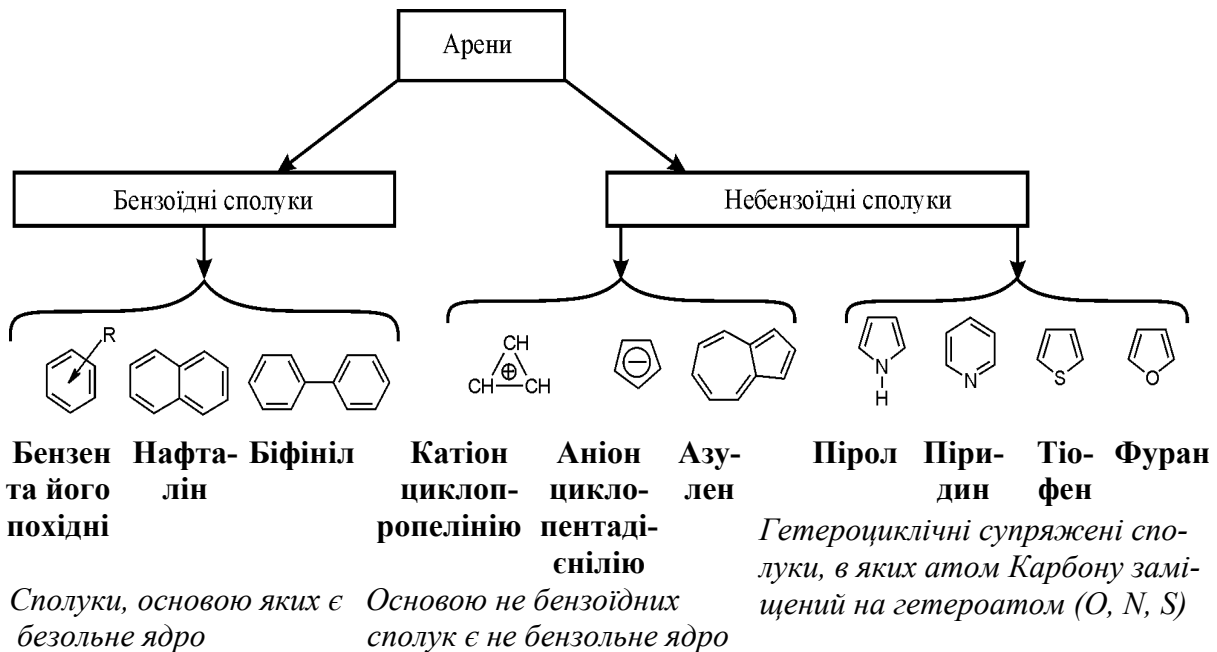 Арени
Бензоїдні сполуки
Небензоїдні сполуки
R
CH
CH
CH
N
H
N
S
O
Бензен
та його
похідні
Нафта-
лін
Біфініл
Катіон
циклоп-
ропелінію
Аніон
цикло-
пентаді-
єнілію
Азу-
лен
Пірол
Піри-
дин
Тіо-
фен
Фуран
Сполуки, основою яких є
безольне ядро
Основою не бензоїдних
сполук є не бензольне ядро
Гетероциклічні супряжені спо-
луки, в яких атом Карбону замі-
щений на гетероатом (O, N, S)